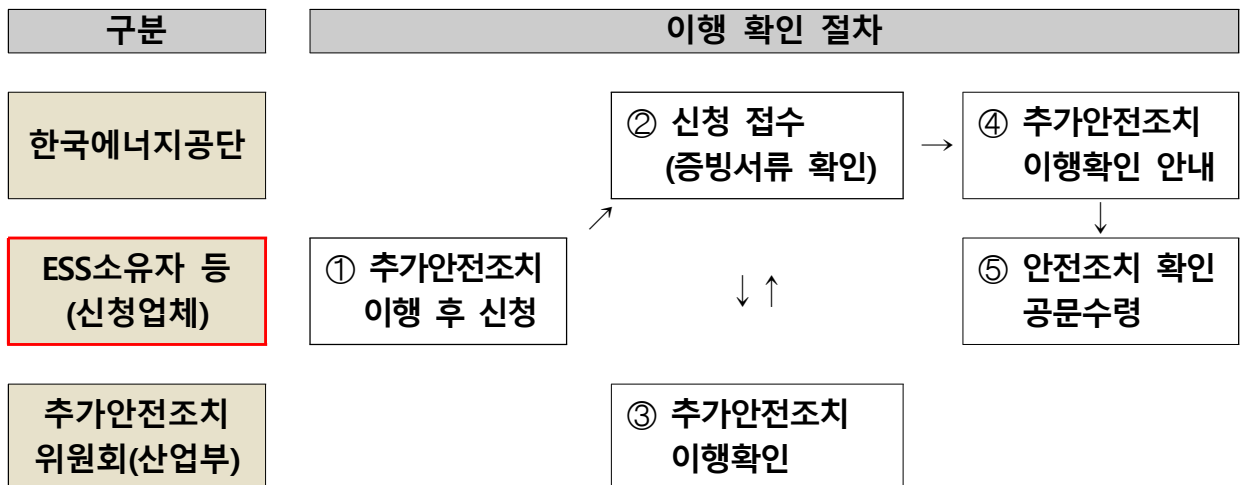 구분
이행 확인 절차
한국에너지공단
② 신청 접수
(증빙서류 확인)
→
④ 추가안전조치
이행확인 안내
↗
↓
ESS소유자 등
(신청업체)
① 추가안전조치
이행 후 신청
↓↑
⑤ 안전조치 확인
공문수령
추가안전조치
위원회(산업부)
③ 추가안전조치
이행확인